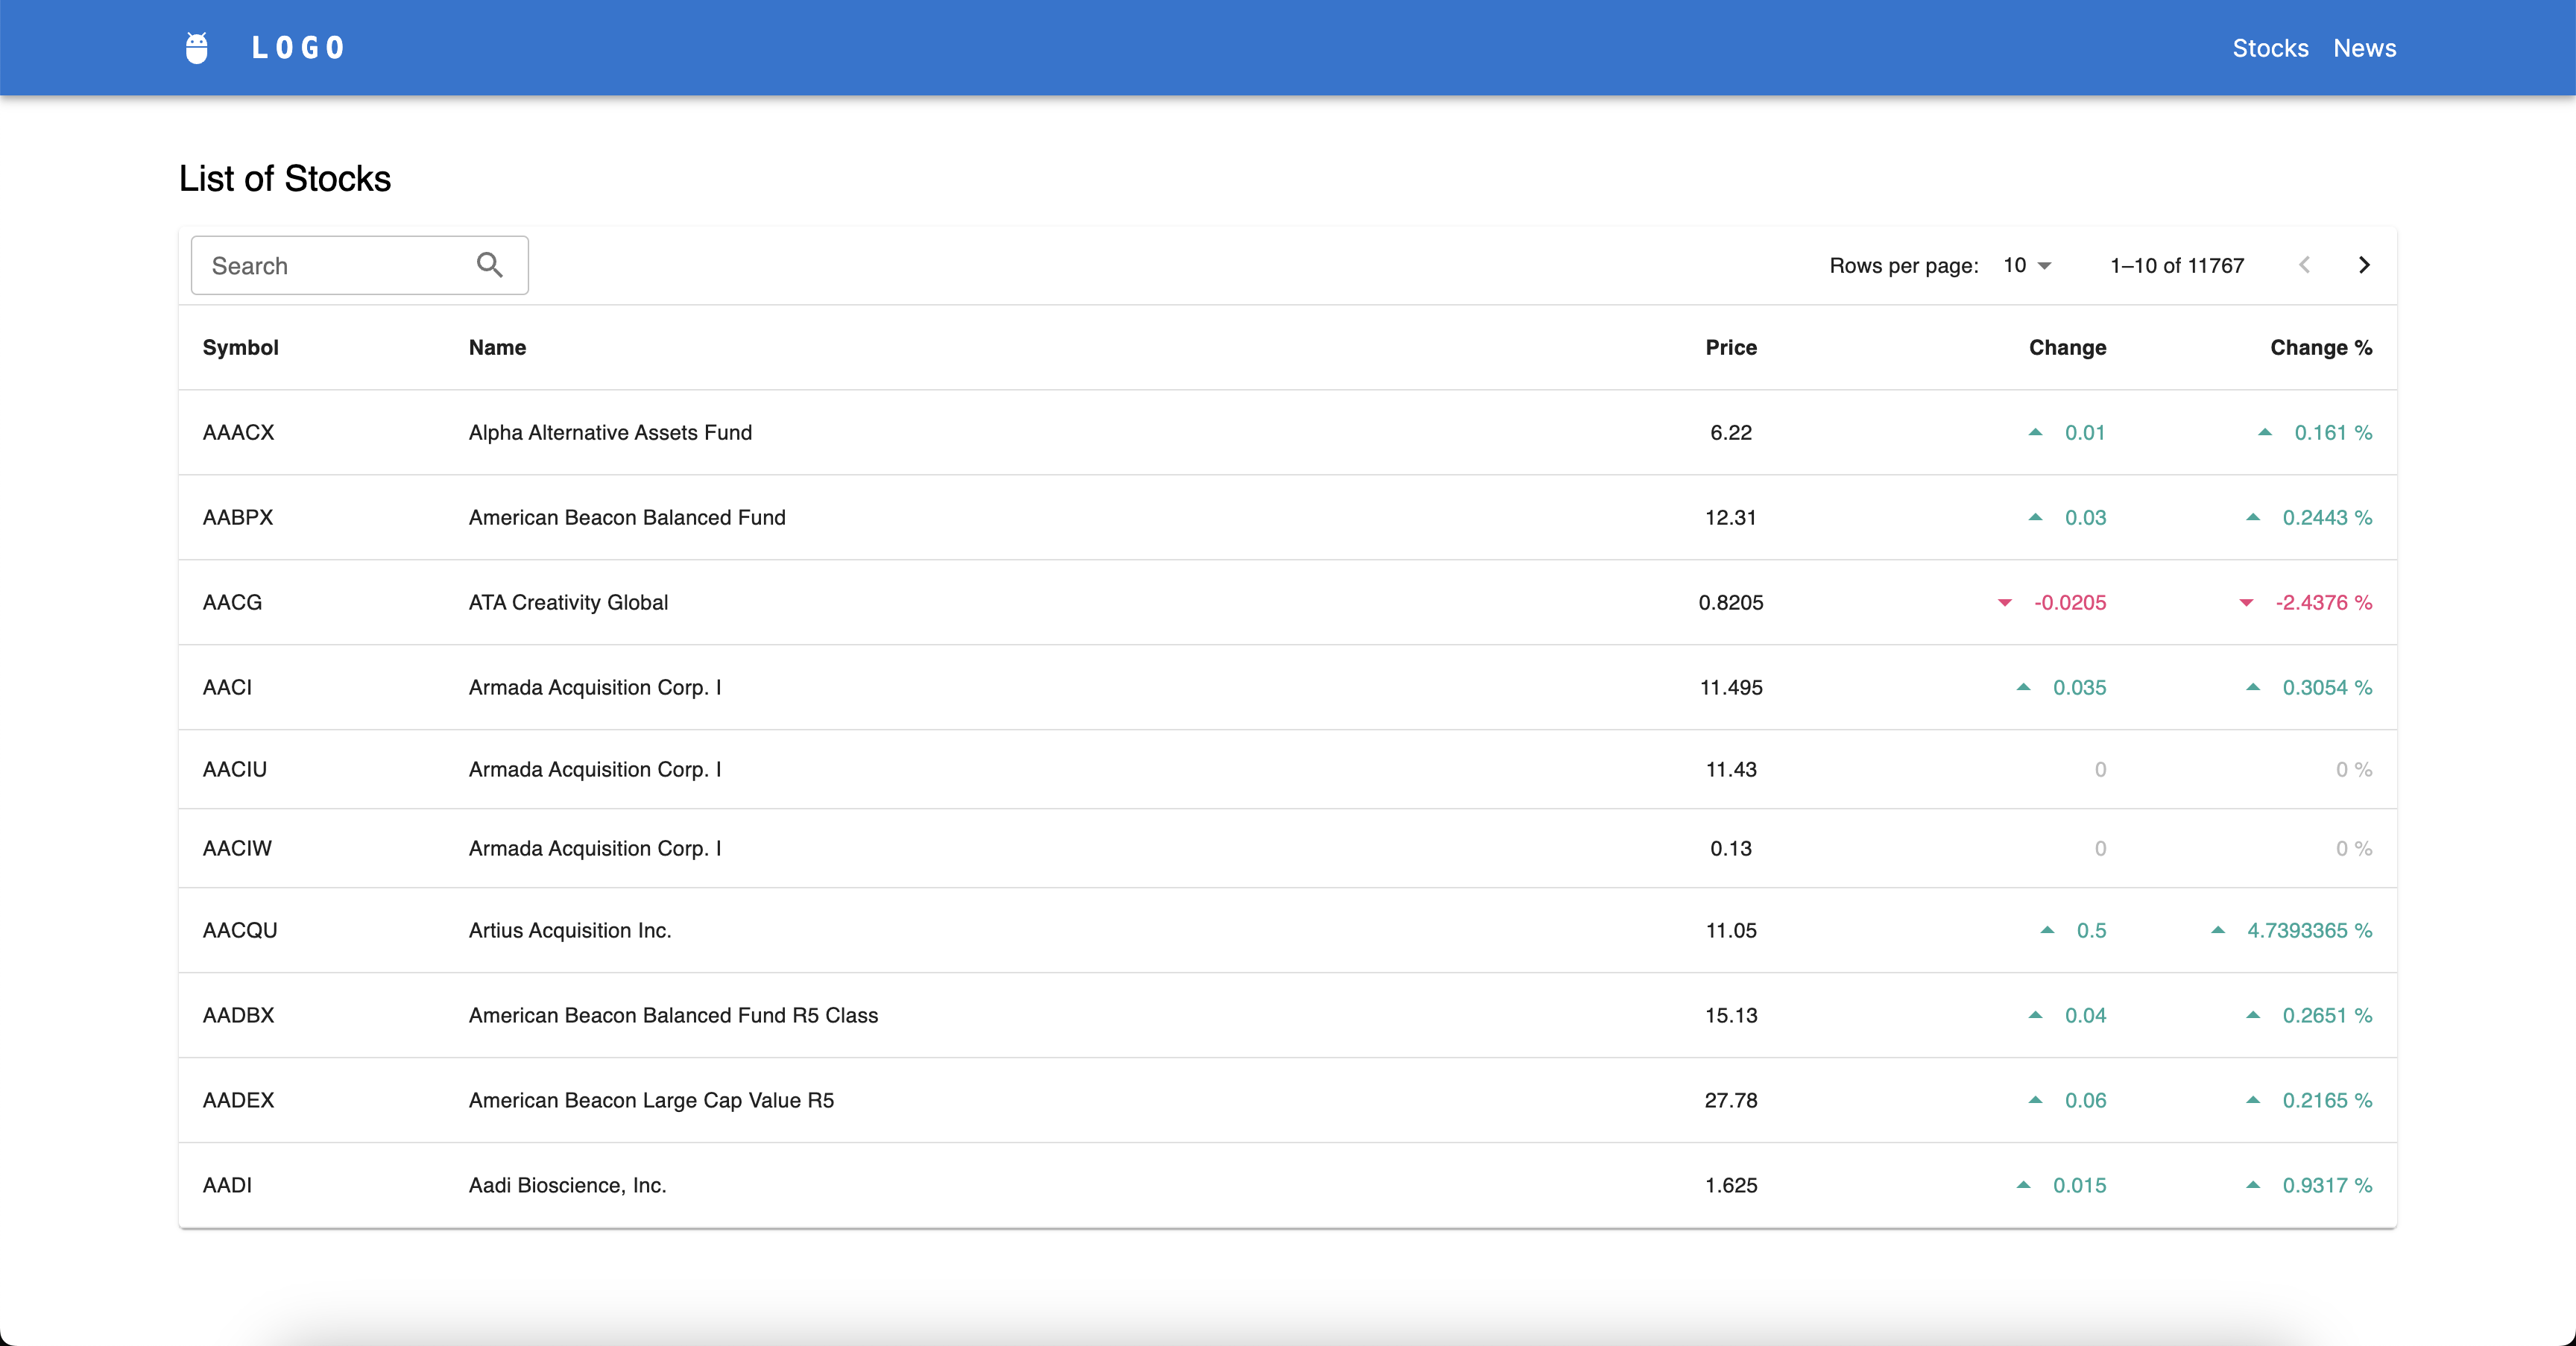 LOGO
Stocks News
List of Stocks
Search Rows per page: 10 1–10 of 11767
Symbol Name Price Change Change %
AAACX Alpha Alternative Assets Fund 6.22 0.01 0.161 %
AABPX American Beacon Balanced Fund 12.31 0.03 0.2443 %
AACG ATA Creativity Global 0.8205 -0.0205 -2.4376 %
AACI Armada Acquisition Corp. I 11.495 0.035 0.3054 %
AACIU Armada Acquisition Corp. I 11.43 0 0 %
AACIW Armada Acquisition Corp. I 0.13 0 0 %
AACQU Artius Acquisition Inc. 11.05 0.5 4.7393365 %
AADBX American Beacon Balanced Fund R5 Class 15.13 0.04 0.2651 %
AADEX American Beacon Large Cap Value R5 27.78 0.06 0.2165 %
AADI Aadi Bioscience, Inc. 1.625 0.015 0.9317 %